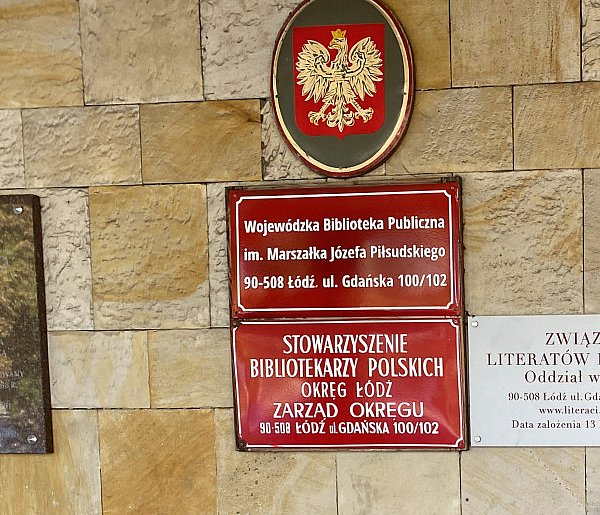 Wojewódzka Biblioteka Publiczna
im. Marszałka Józefa Piłsudskiego
90-508 Łódź. ul. Gdańska 100/102
STOWARZYSZENIE
BIBLIOTEKARZY POLSKICH
OKRĘG ŁÓDŹ
ZARZĄD OKRĘGU
90-508 ŁÓDŹ ul. GDAŃSKA 100/102
ZWIĄZ
LITERATÓW
Oddział w
90-508 Łódź ul. Gda
www.literaci.
Data założenia 13